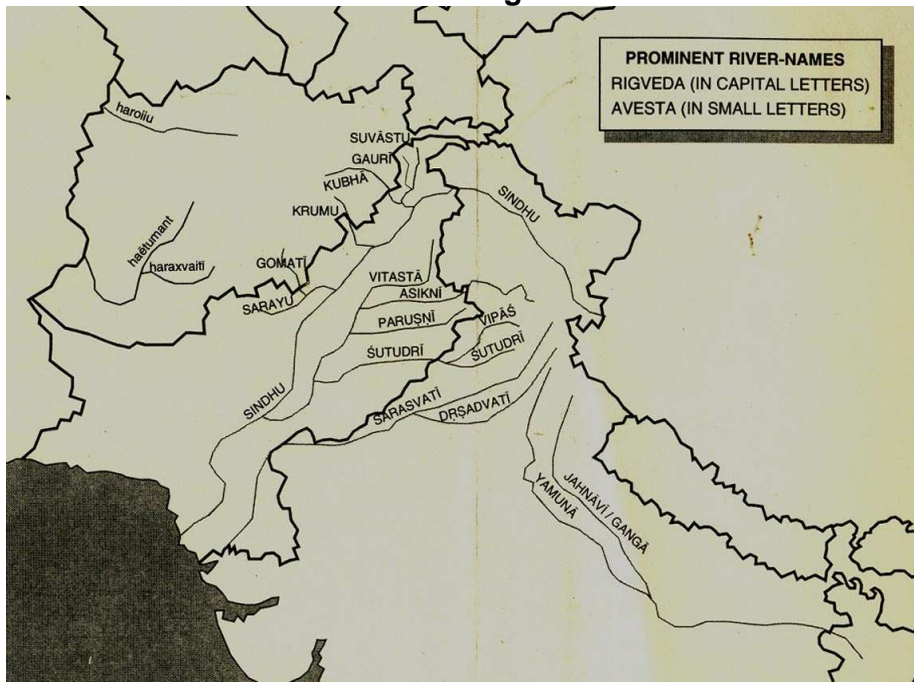 PROMINENT RIVER-NAMES
RIGVEDA (IN CAPITAL LETTERS)
AVESTA (IN SMALL LETTERS)
haroiiu
SUVĀSTU
GAURĪ
KUBHĀ
SINDHU
KRUMU
haētumant
haraxvaitī
GOMATĪ
VITASTĀ
ASIKNĪ
SARAYU
PARUṢṆĪ
VIPĀŚ
ŚUTUDRĪ
ŚUTUDRĪ
SINDHU
SARASVATĪ
DṚṢADVATĪ
JAHNĀVĪ / GANGĀ
YAMUNĀ